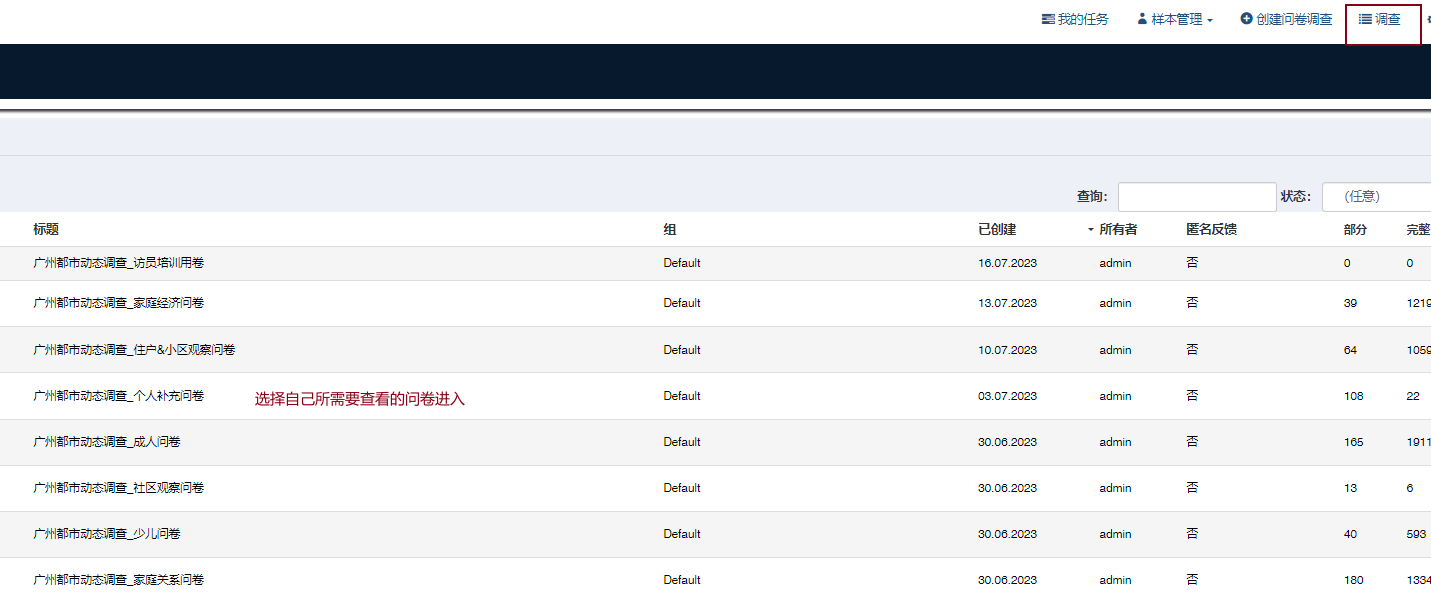 我的任务 样本管理 创建问卷调查 调查
查询: 状态: (任意)
标题 组 已创建 所有者 匿名反馈 部分 完整
广州都市动态调查_访员培训用卷 Default 16.07.2023 admin 否 0 0
广州都市动态调查_家庭经济问卷 Default 13.07.2023 admin 否 39 1219
广州都市动态调查_住户&小区观察问卷 Default 10.07.2023 admin 否 64 1059
广州都市动态调查_个人补充问卷 Default 03.07.2023 admin 否 108 22
选择自己所需要查看的问卷进入
广州都市动态调查_成人问卷 Default 30.06.2023 admin 否 165 1911
广州都市动态调查_社区观察问卷 Default 30.06.2023 admin 否 13 6
广州都市动态调查_少儿问卷 Default 30.06.2023 admin 否 40 593
广州都市动态调查_家庭关系问卷 Default 30.06.2023 admin 否 180 1334